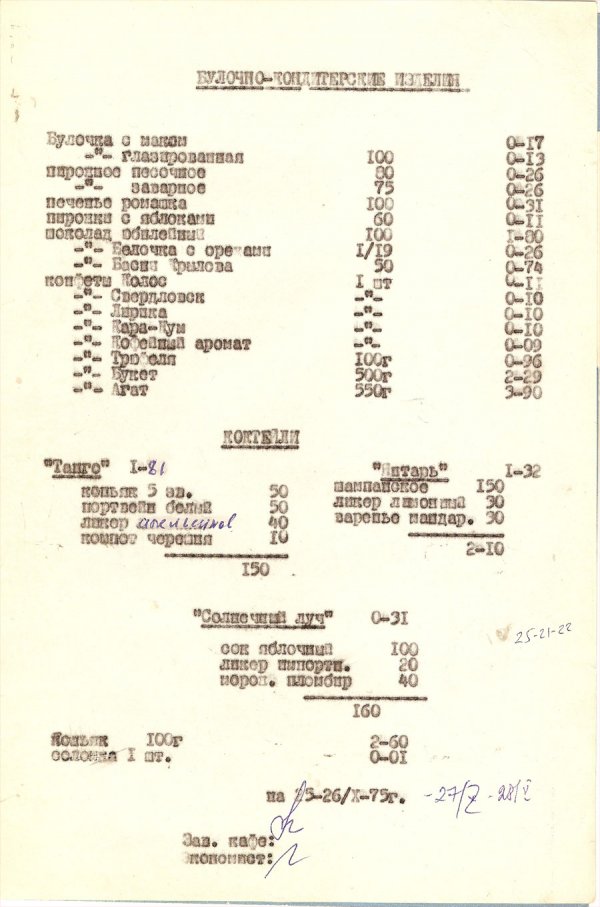 БУЛОЧНО-КОНДИТЕРСКИЕ ИЗДЕЛИЯ
Булочка с маком 0-17
-"- глазированная 100 0-13
пирожное песочное 80 0-26
-"- заварное 75 0-26
печенье ромашка 100 0-31
пирожки с яблоками 60 0-11
шоколад Юбилейный 100 1-80
-"- Белочка с орехами 1/19 0-26
-"- Басни Крылова 50 0-74
конфеты Колос 1 шт 0-11
-"- Свердловск -"- 0-10
-"- Лирика -"- 0-10
-"- Кара-Кум -"- 0-10
-"- Кофейный аромат -"- 0-09
-"- Трюфеля 100г 0-96
-"- Букет 500г 2-29
-"- Агат 550г 3-90
КОКТЕЙЛИ
"Танго" 1-81
коньяк 5 зв. 50
портвейн белый 50
ликер апельсинов 40
компот черешня 10
150
"Янтарь" 1-32
шампанское 150
ликер лимонный 30
варенье мандар. 30
2-10
"Солнечный луч" 0-31
сок яблочный 100
ликер импортн. 20
морож. пломбир 40
160
25-21-22
Коньяк 100г 2-60
соломка 1 шт. 0-01
на 25-26/X-75г. -27/X -28/X
Зав. кафе:
Экономист: